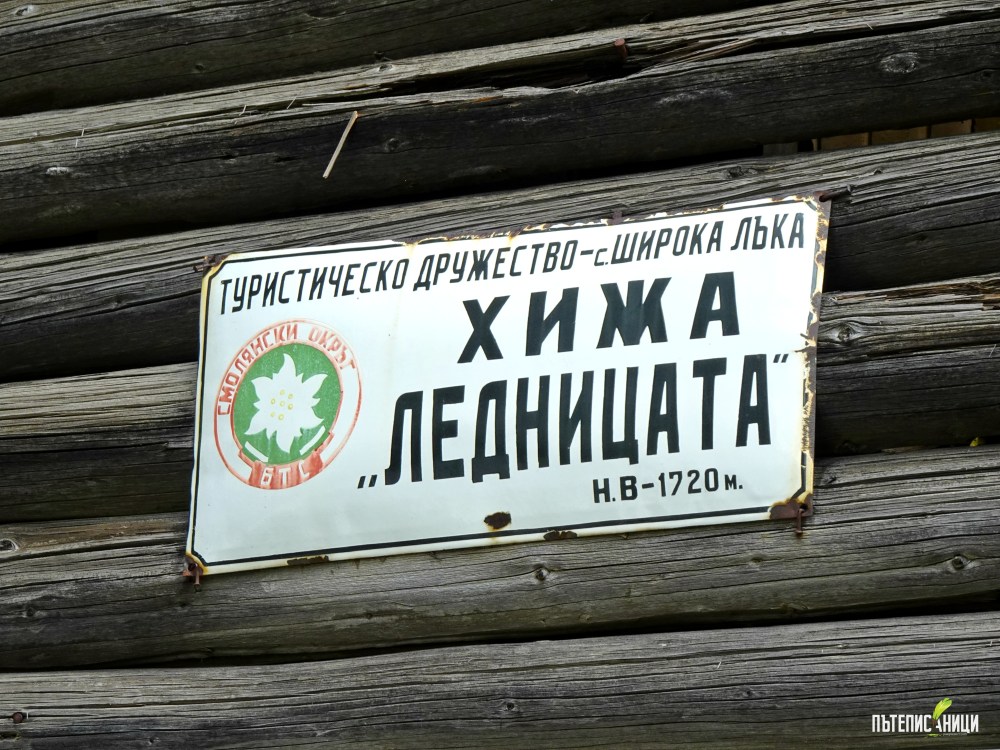 ТУРИСТИЧЕСКО ДРУЖЕСТВО-с.ШИРОКА ЛЪКА
СМОЛЯНСКИ ОКРЪГ
БТС
ХИЖА
„ЛЕДНИЦАТА"
Н.В-1720м.
ПЪТЕПИСАНИЦИ